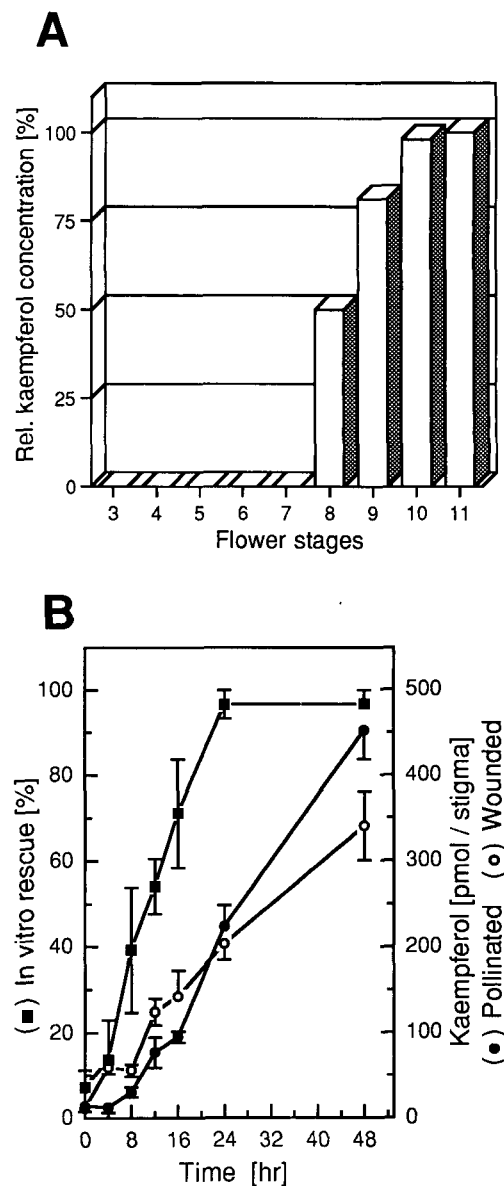 A
Rel. kaempferol concentration [%]
100
75
50
25
0
3 4 5 6 7 8 9 10 11
Flower stages
B
(■) In vitro rescue [%]
100
80
60
40
20
0
500
400
300
200
100
0
Kaempferol [pmol / stigma]
(●) Pollinated (○) Wounded
0 8 16 24 32 40 48
Time [hr]